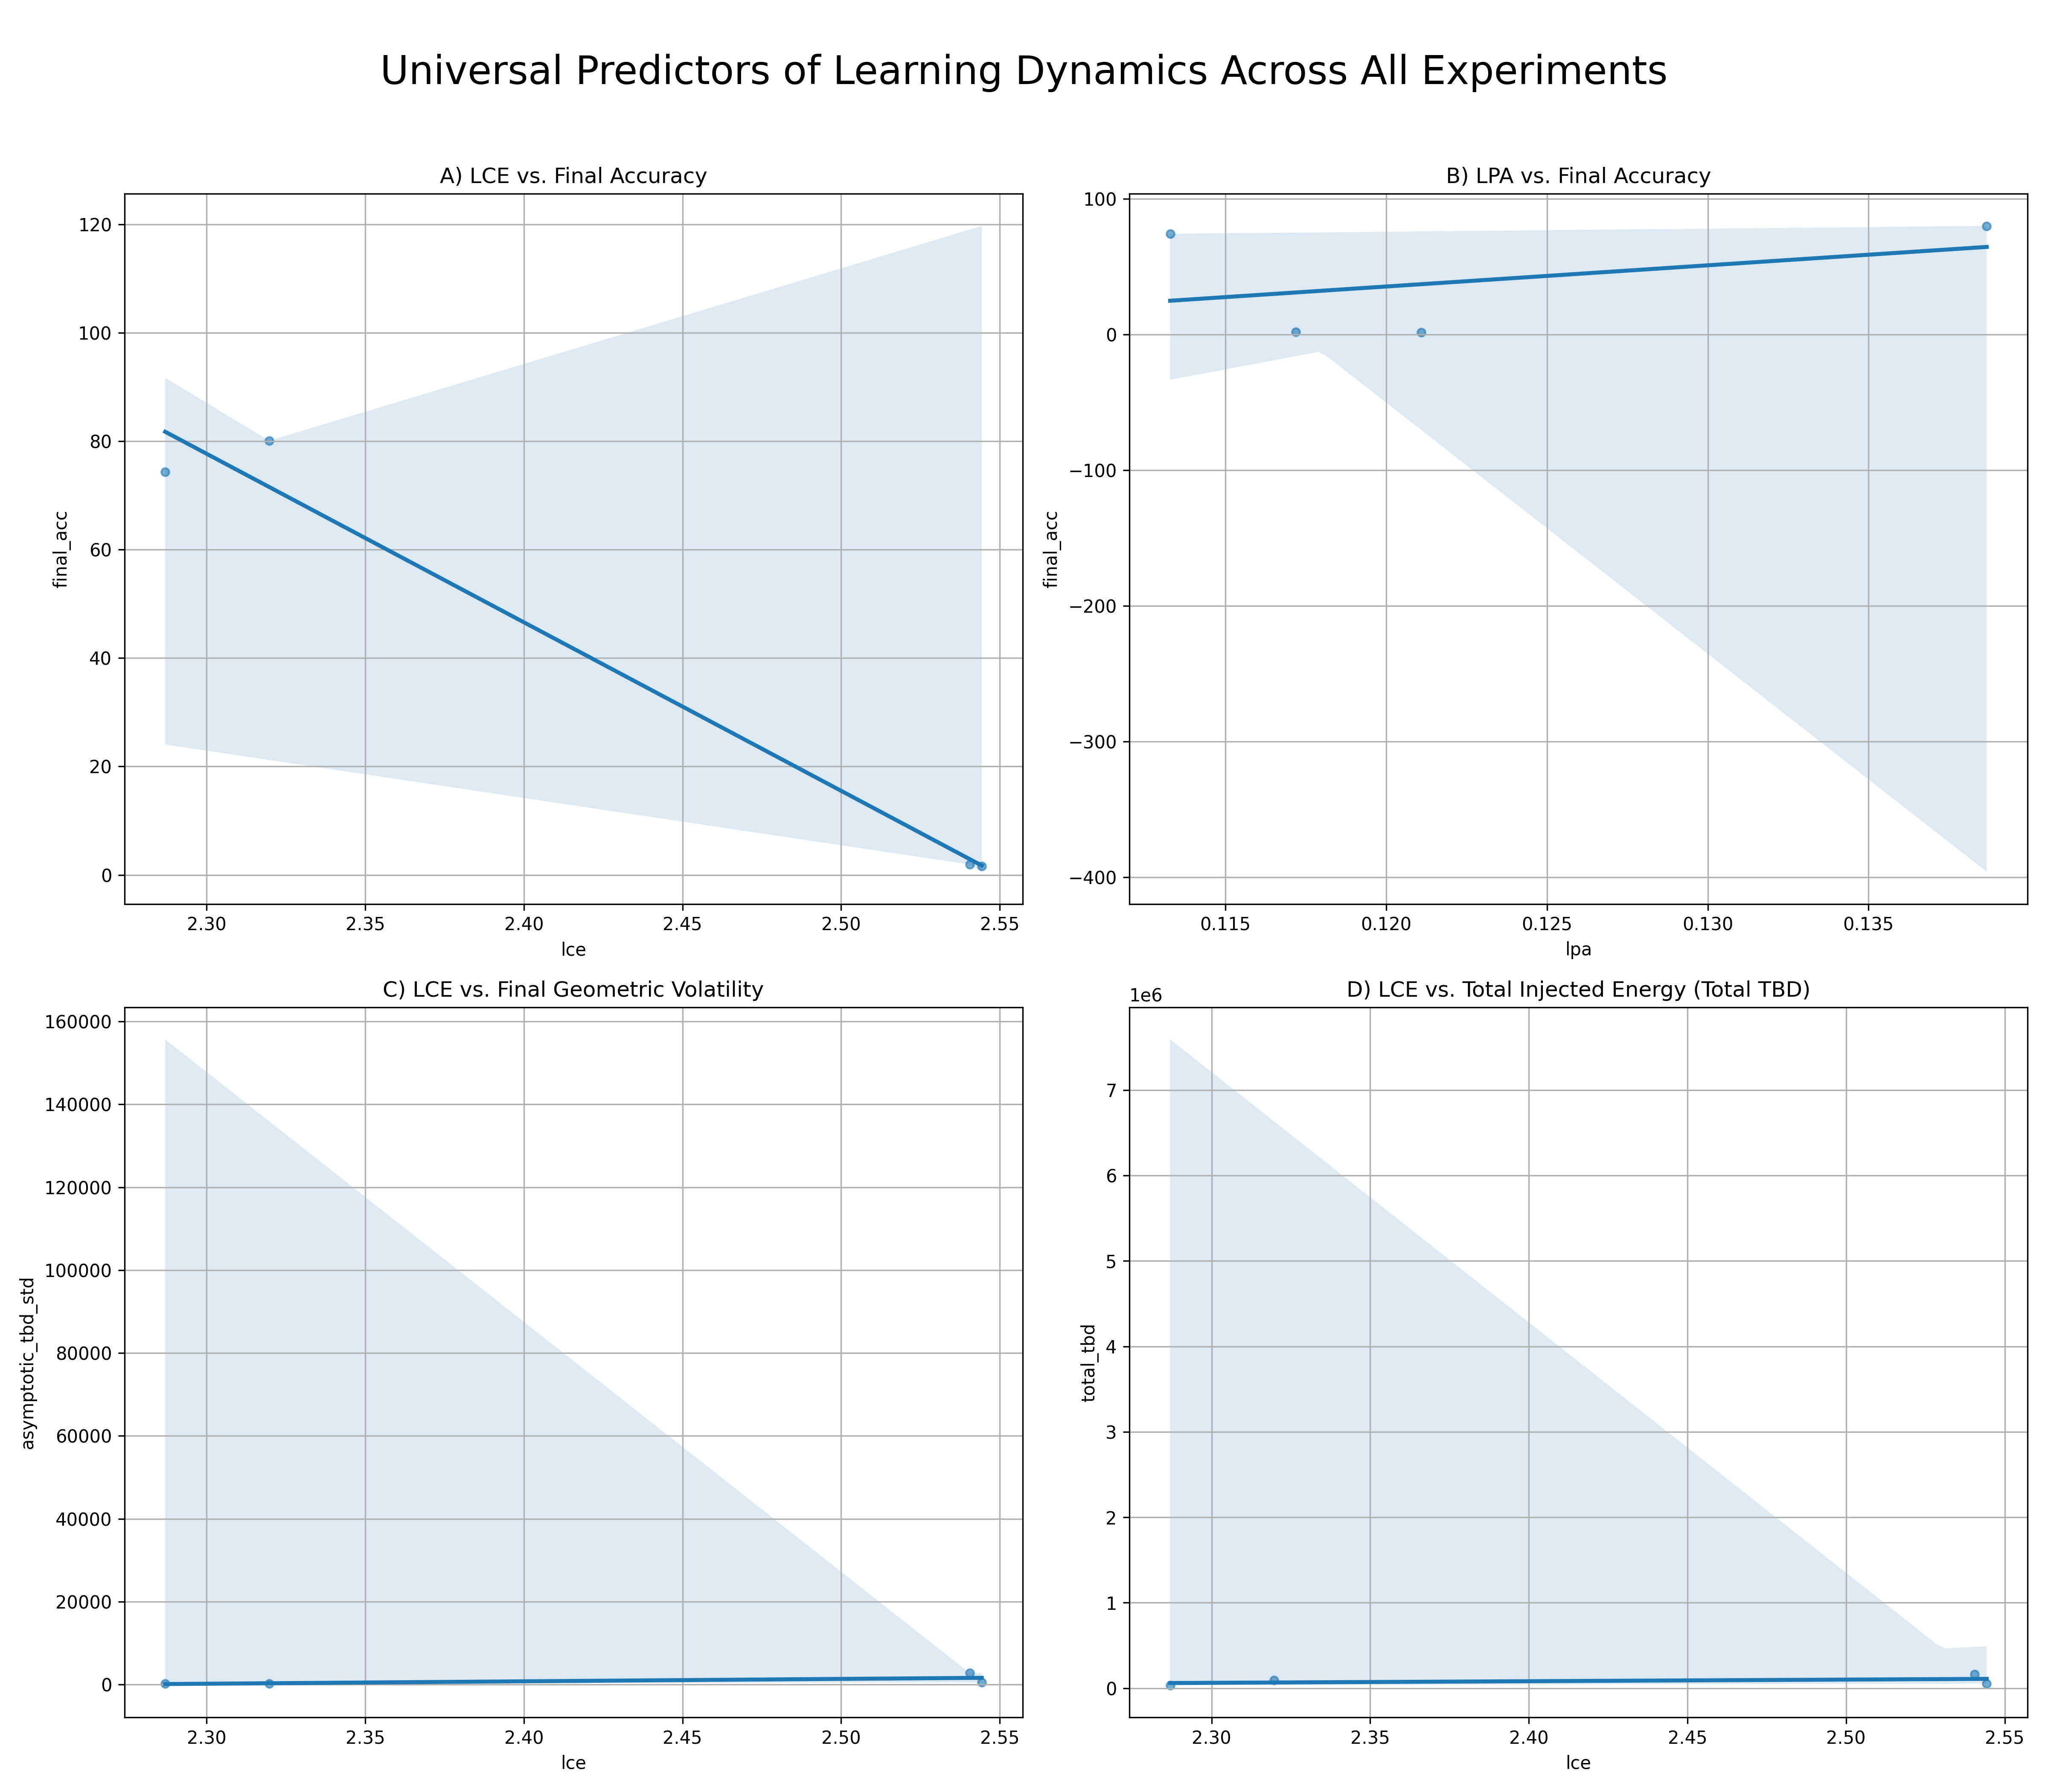 Universal Predictors of Learning Dynamics Across All Experiments
A) LCE vs. Final Accuracy
120
100
80
60
40
20
0
final_acc
2.30 2.35 2.40 2.45 2.50 2.55
lce
B) LPA vs. Final Accuracy
100
0
−100
−200
−300
−400
final_acc
0.115 0.120 0.125 0.130 0.135
lpa
C) LCE vs. Final Geometric Volatility
160000
140000
120000
100000
80000
60000
40000
20000
0
asymptotic_tbd_std
2.30 2.35 2.40 2.45 2.50 2.55
lce
D) LCE vs. Total Injected Energy (Total TBD)
1e6
7
6
5
4
3
2
1
0
total_tbd
2.30 2.35 2.40 2.45 2.50 2.55
lce